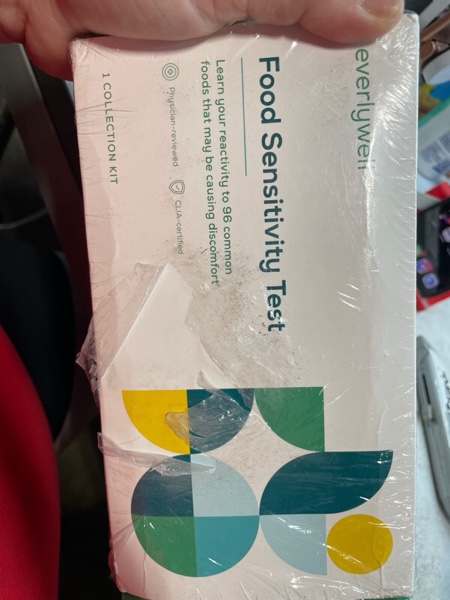 everlywell
Food Sensitivity Test
Learn your reactivity to 96 common
foods that may be causing discomfort
Physician-reviewed
CLIA-certified
1 COLLECTION KIT